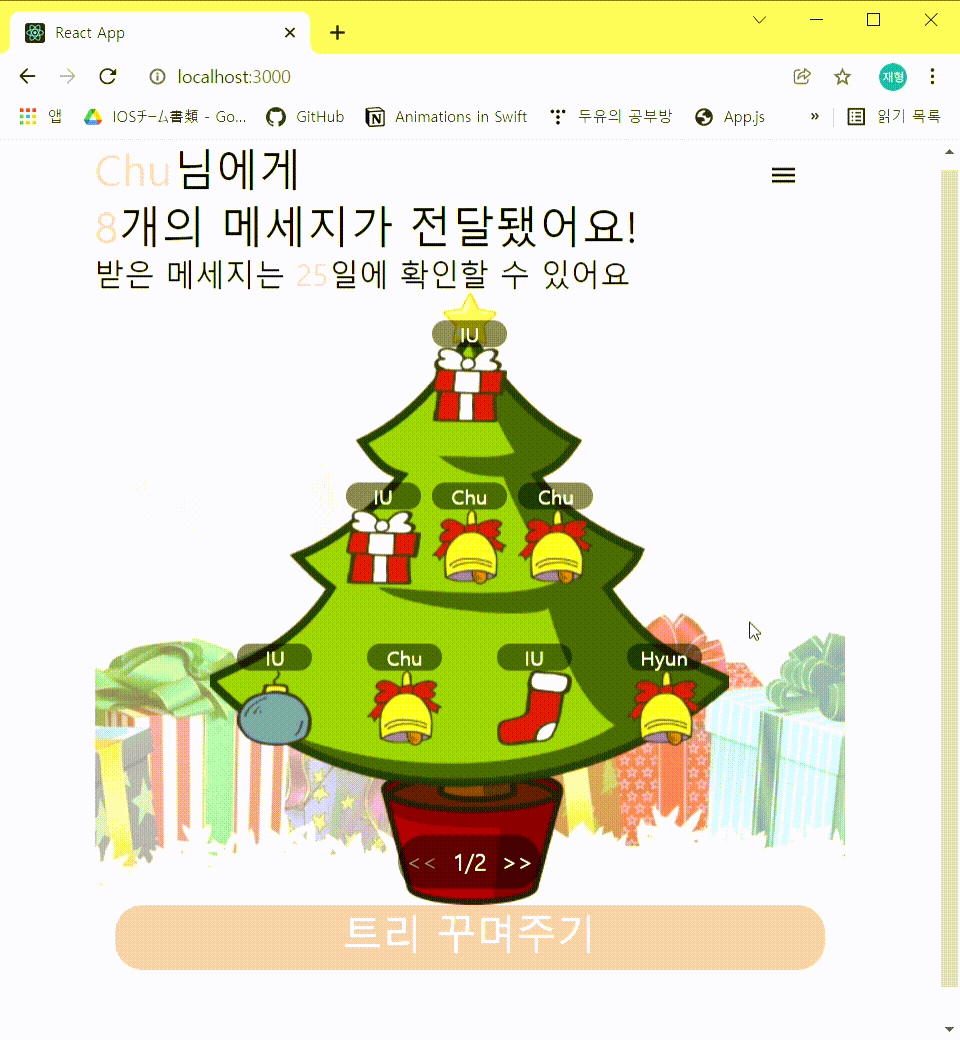 React App
localhost:3000
재형
앱
IOSチーム書類 - Go...
GitHub
Animations in Swift
두유의 공부방
App.js
»
읽기 목록
Chu님에게
8개의 메세지가 전달됐어요!
받은 메세지는 25일에 확인할 수 있어요
IU
IU Chu Chu
IU Chu IU Hyun
<< 1/2 >>
트리 꾸며주기